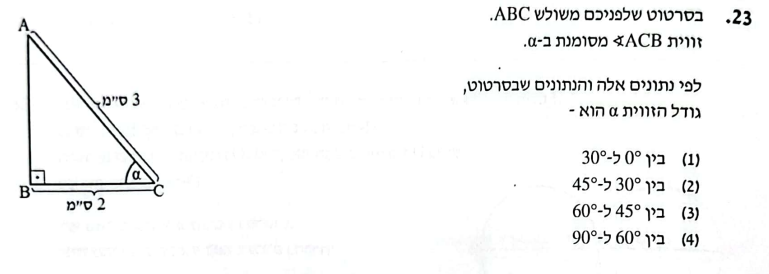 23. בסרטוט שלפניכם משולש ABC.
זווית ACB∢ מסומנת ב-α.
לפי נתונים אלה והנתונים שבסרטוט,
גודל הזווית α הוא -
(1) בין 0° ל-30°
(2) בין 30° ל-45°
(3) בין 45° ל-60°
(4) בין 60° ל-90°
A
3 ס"מ
α
B
C
2 ס"מ